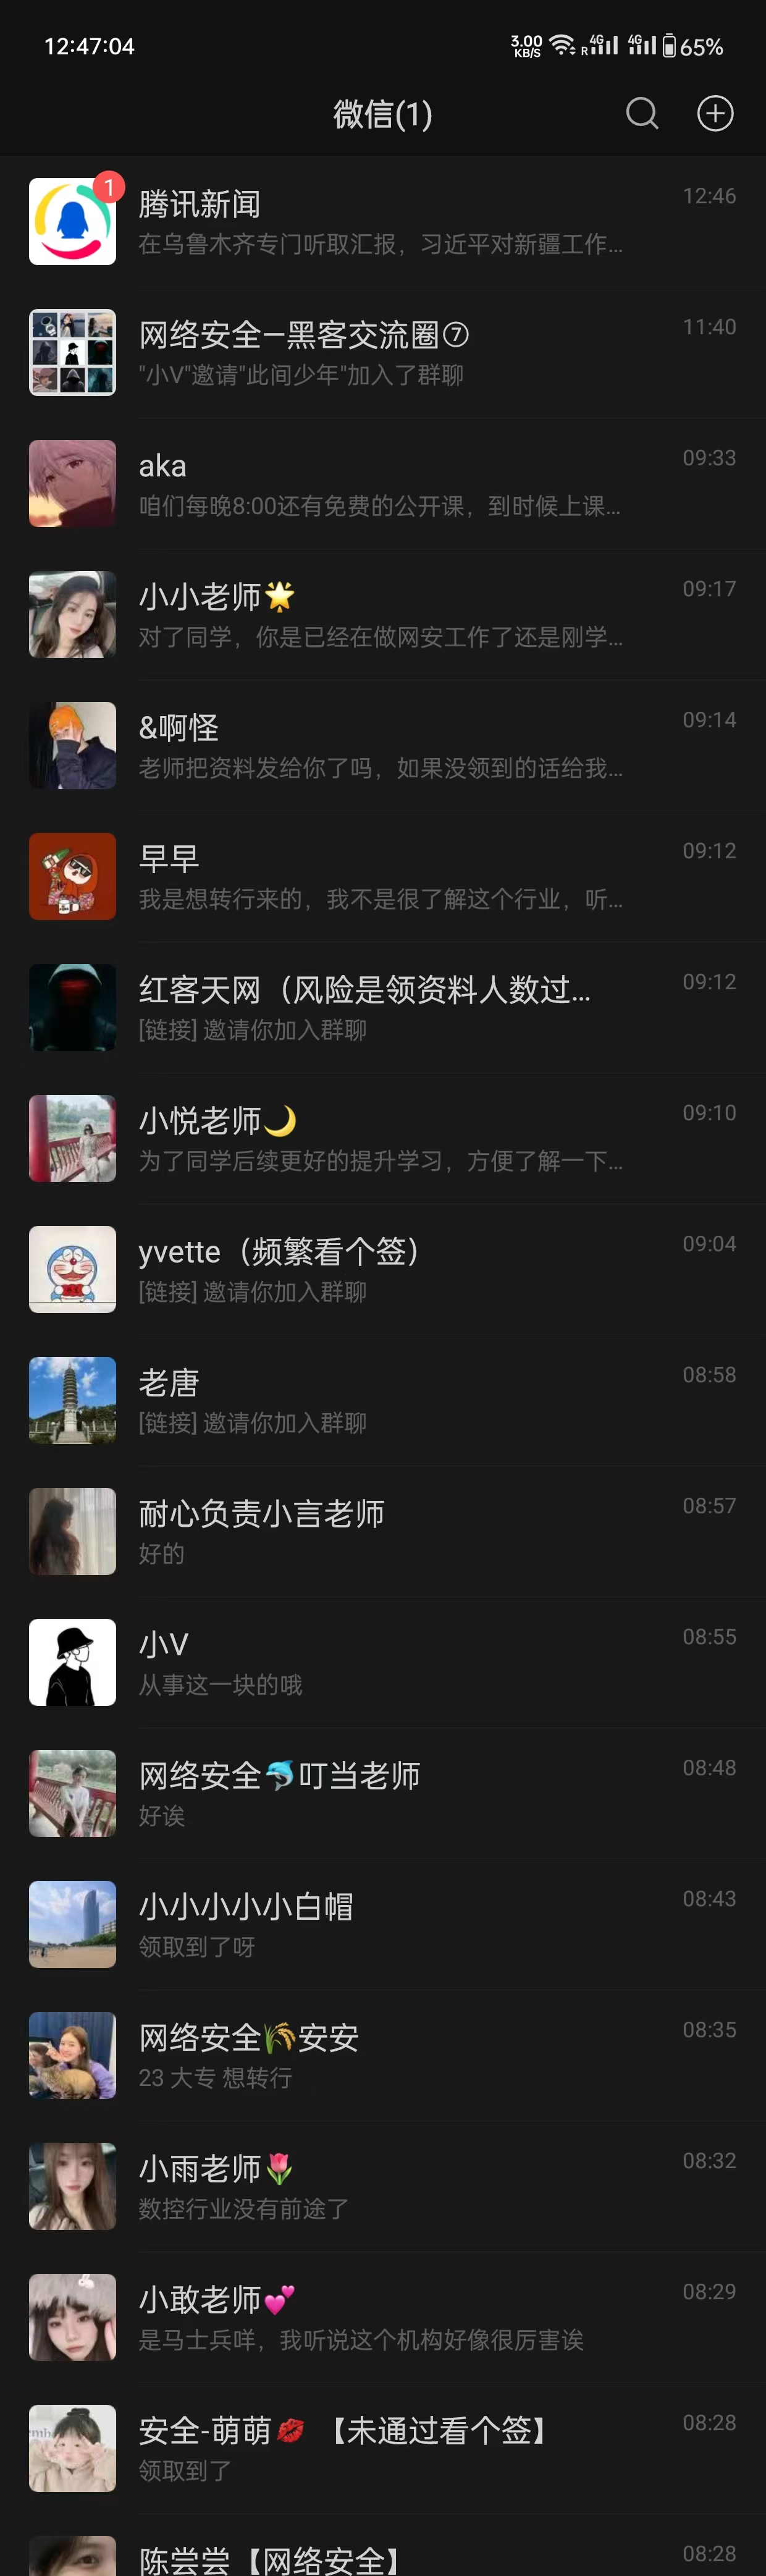 12:47:04
3.00 KB/S R 4G 4G 65%
微信(1)
1
腾讯新闻 12:46
在乌鲁木齐专门听取汇报，习近平对新疆工作...
网络安全—黑客交流圈⑦ 11:40
"小V"邀请"此间少年"加入了群聊
aka 09:33
咱们每晚8:00还有免费的公开课，到时候上课...
小小老师🌟 09:17
对了同学，你是已经在做网安工作了还是刚学...
&啊怪 09:14
老师把资料发给你了吗，如果没领到的话给我...
早早 09:12
我是想转行来的，我不是很了解这个行业，听...
红客天网（风险是领资料人数过... 09:12
[链接] 邀请你加入群聊
小悦老师🌙 09:10
为了同学后续更好的提升学习，方便了解一下...
yvette（频繁看个签） 09:04
[链接] 邀请你加入群聊
老唐 08:58
[链接] 邀请你加入群聊
耐心负责小言老师 08:57
好的
小V 08:55
从事这一块的哦
网络安全🐬叮当老师 08:48
好诶
小小小小小白帽 08:43
领取到了呀
网络安全🌾安安 08:35
23 大专 想转行
小雨老师🌷 08:32
数控行业没有前途了
小敢老师💕 08:29
是马士兵咩，我听说这个机构好像很厉害诶
安全-萌萌💋 【未通过看个签】 08:28
领取到了
陈尝尝【网络安全】 08:28